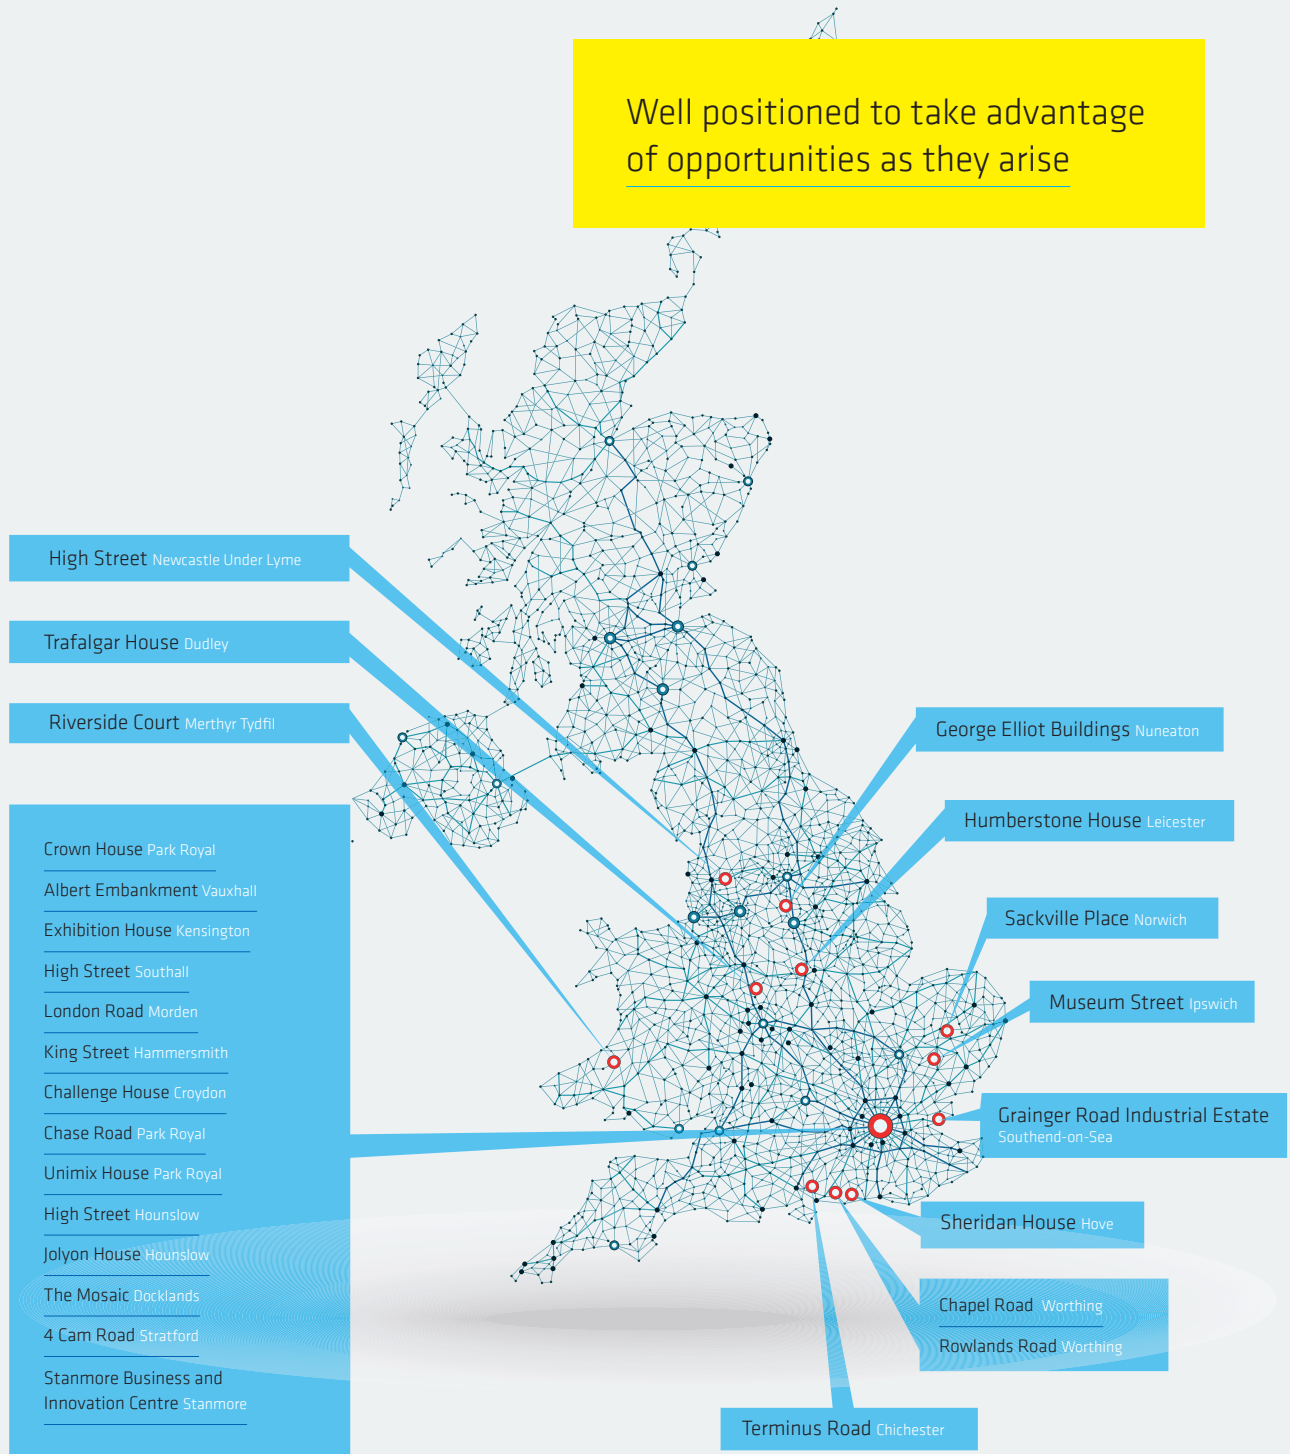 Well positioned to take advantage
of opportunities as they arise
High Street Newcastle Under Lyme
Trafalgar House Dudley
Riverside Court Merthyr Tydfil
Crown House Park Royal
Albert Embankment Vauxhall
Exhibition House Kensington
High Street Southall
London Road Morden
King Street Hammersmith
Challenge House Croydon
Chase Road Park Royal
Unimix House Park Royal
High Street Hounslow
Jolyon House Hounslow
The Mosaic Docklands
4 Cam Road Stratford
Stanmore Business and
Innovation Centre Stanmore
George Elliot Buildings Nuneaton
Humberstone House Leicester
Sackville Place Norwich
Museum Street Ipswich
Grainger Road Industrial Estate
Southend-on-Sea
Sheridan House Hove
Chapel Road Worthing
Rowlands Road Worthing
Terminus Road Chichester